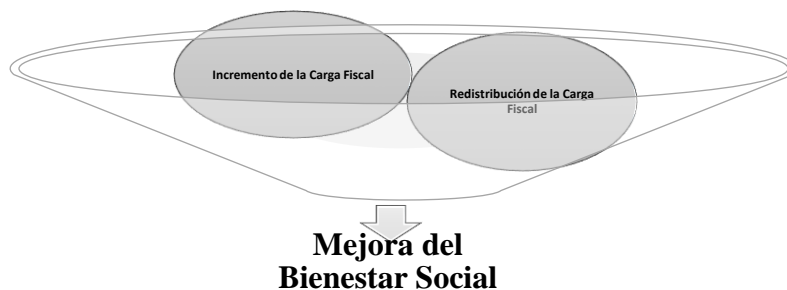 Incremento de la Carga Fiscal
Redistribución de la Carga
Fiscal
Mejora del
Bienestar Social